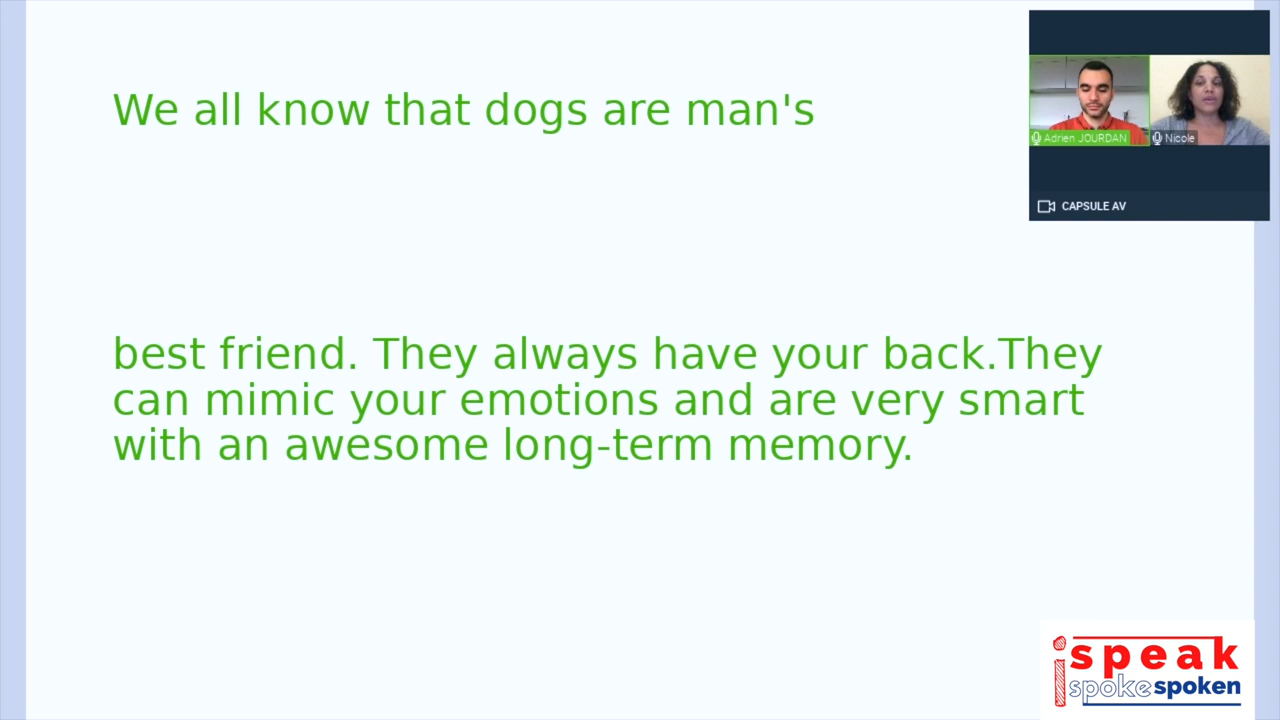 We all know that dogs are man's
Adrien JOURDAN
Nicole
CAPSULE AV
best friend. They always have your back.They
can mimic your emotions and are very smart
with an awesome long-term memory.
ispeak
spoke spoken